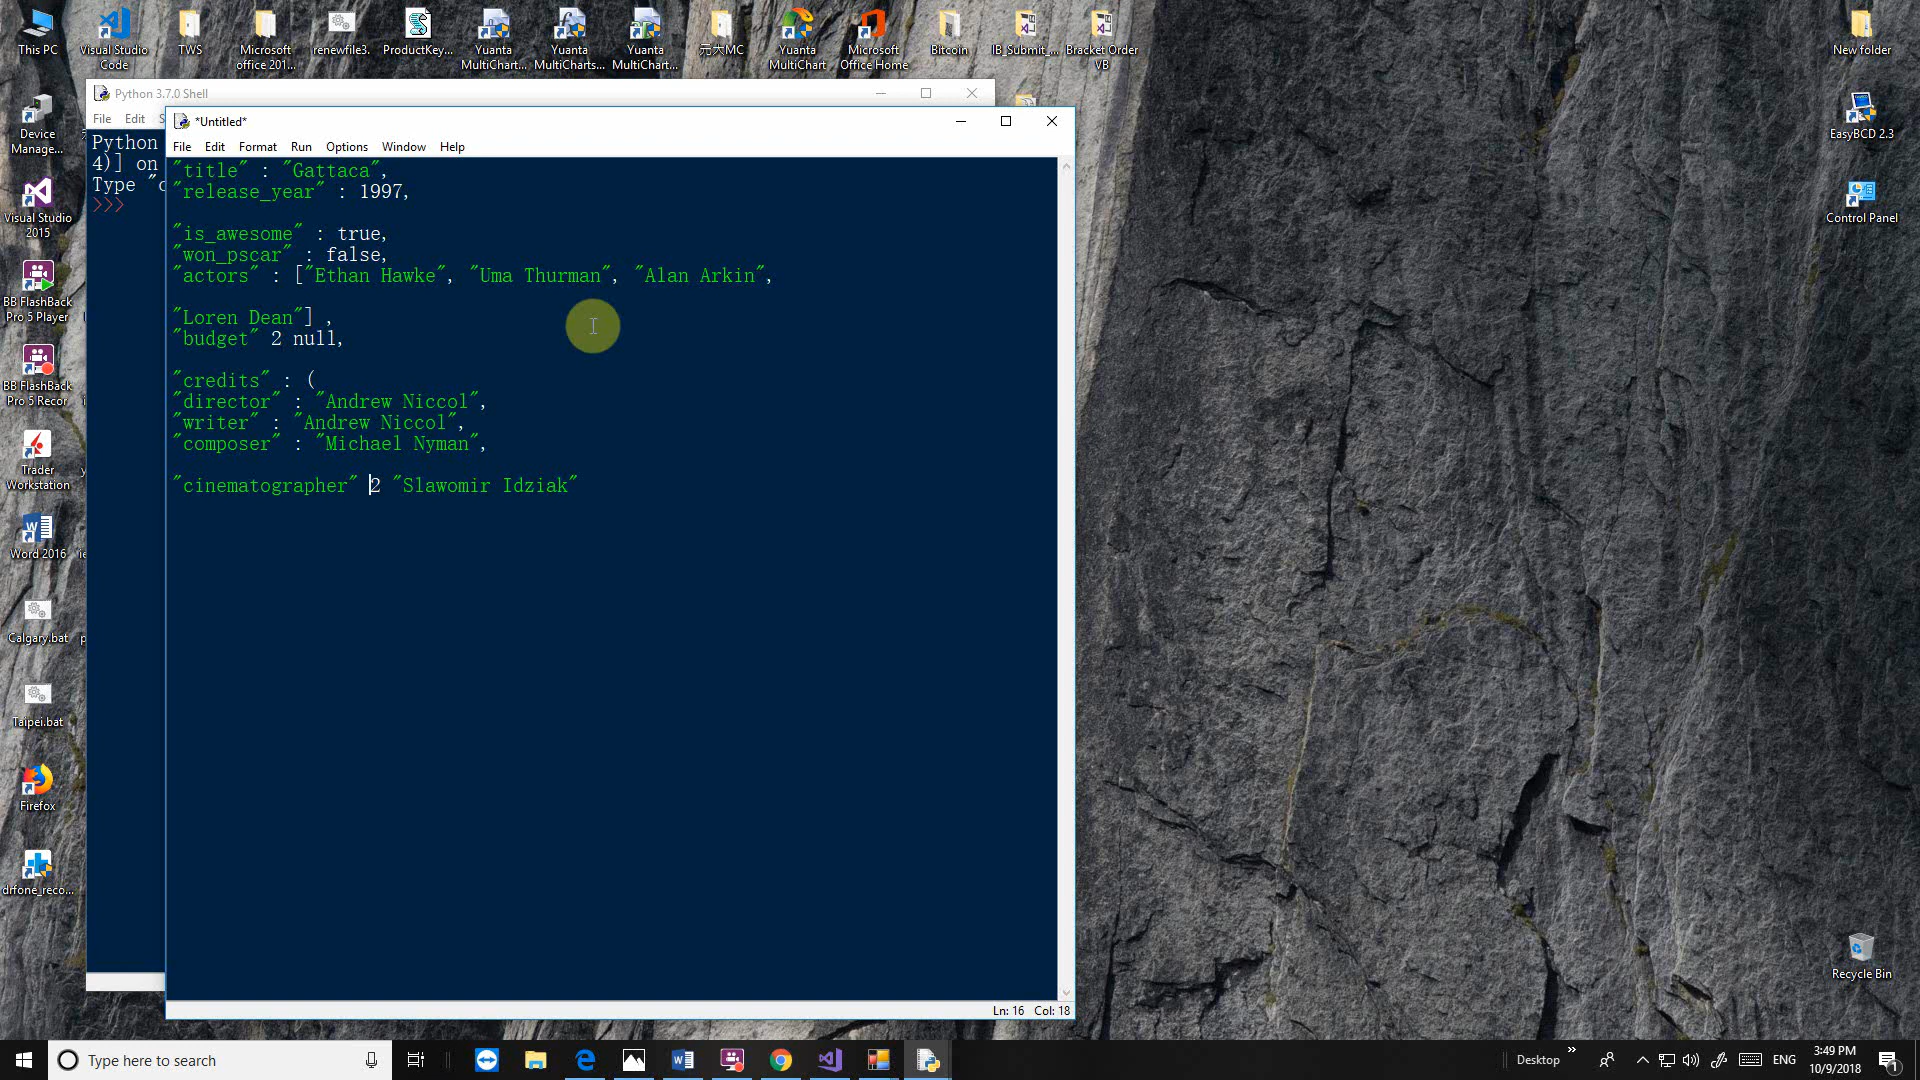 This PC
Visual Studio Code
TWS
Microsoft office 201...
renewfile3.
ProductKey...
Yuanta MultiChart...
Yuanta MultiCharts...
Yuanta MultiChart...
元大MC
Yuanta MultiChart
Microsoft Office Home
Bitcoin
IB_Submit_...
Bracket Order VB
New folder
Device Manage...
Visual Studio 2015
BB FlashBack Pro 5 Player
BB FlashBack Pro 5 Recor
Trader Workstation
Word 2016
Calgary.bat
Taipei.bat
Firefox
drfone_reco...
EasyBCD 2.3
Control Panel
Recycle Bin
Python 3.7.0 Shell
File Edit S
Python
4)] on
Type "c
>>>
*Untitled*
File Edit Format Run Options Window Help
"title" : "Gattaca",
"release_year" : 1997,
"is_awesome" : true,
"won_pscar" : false,
"actors" : ["Ethan Hawke", "Uma Thurman", "Alan Arkin",
"Loren Dean"] ,
"budget" 2 null,
"credits" : (
"director" : "Andrew Niccol",
"writer" : "Andrew Niccol",
"composer" : "Michael Nyman",
"cinematographer" 2 "Slawomir Idziak"
Ln: 16 Col: 18
Type here to search
Desktop
ENG
3:49 PM
10/9/2018
1